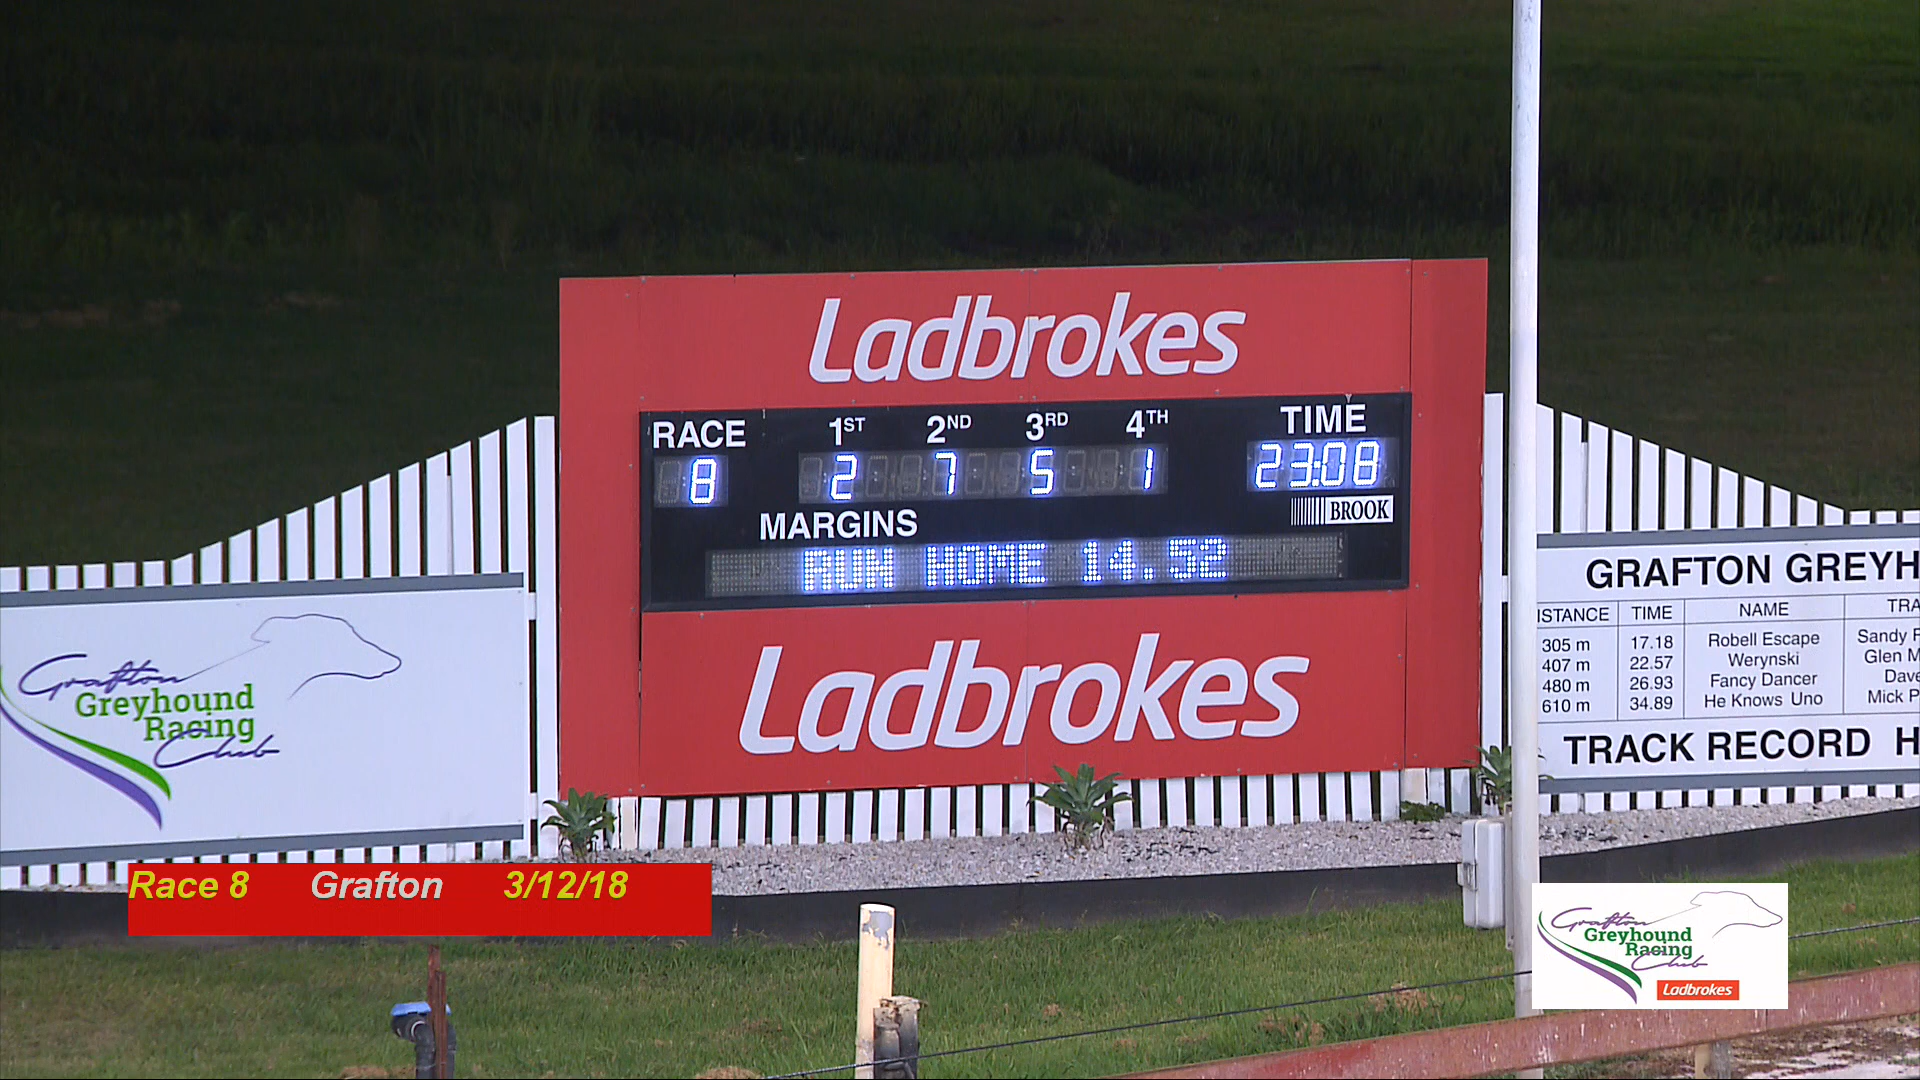 Ladbrokes
RACE 1ST 2ND 3RD 4TH TIME
8 2 7 5 1 23:08
MARGINS BROOK
RUN HOME 14.52
Ladbrokes
Grafton
Greyhound
Racing
Club
GRAFTON GREYH
ISTANCE TIME NAME TRA
305 m 17.18 Robell Escape Sandy
407 m 22.57 Werynski Glen M
480 m 26.93 Fancy Dancer Dave
610 m 34.89 He Knows Uno Mick P
TRACK RECORD H
Race 8 Grafton 3/12/18
Grafton
Greyhound
Racing
Club
Ladbrokes